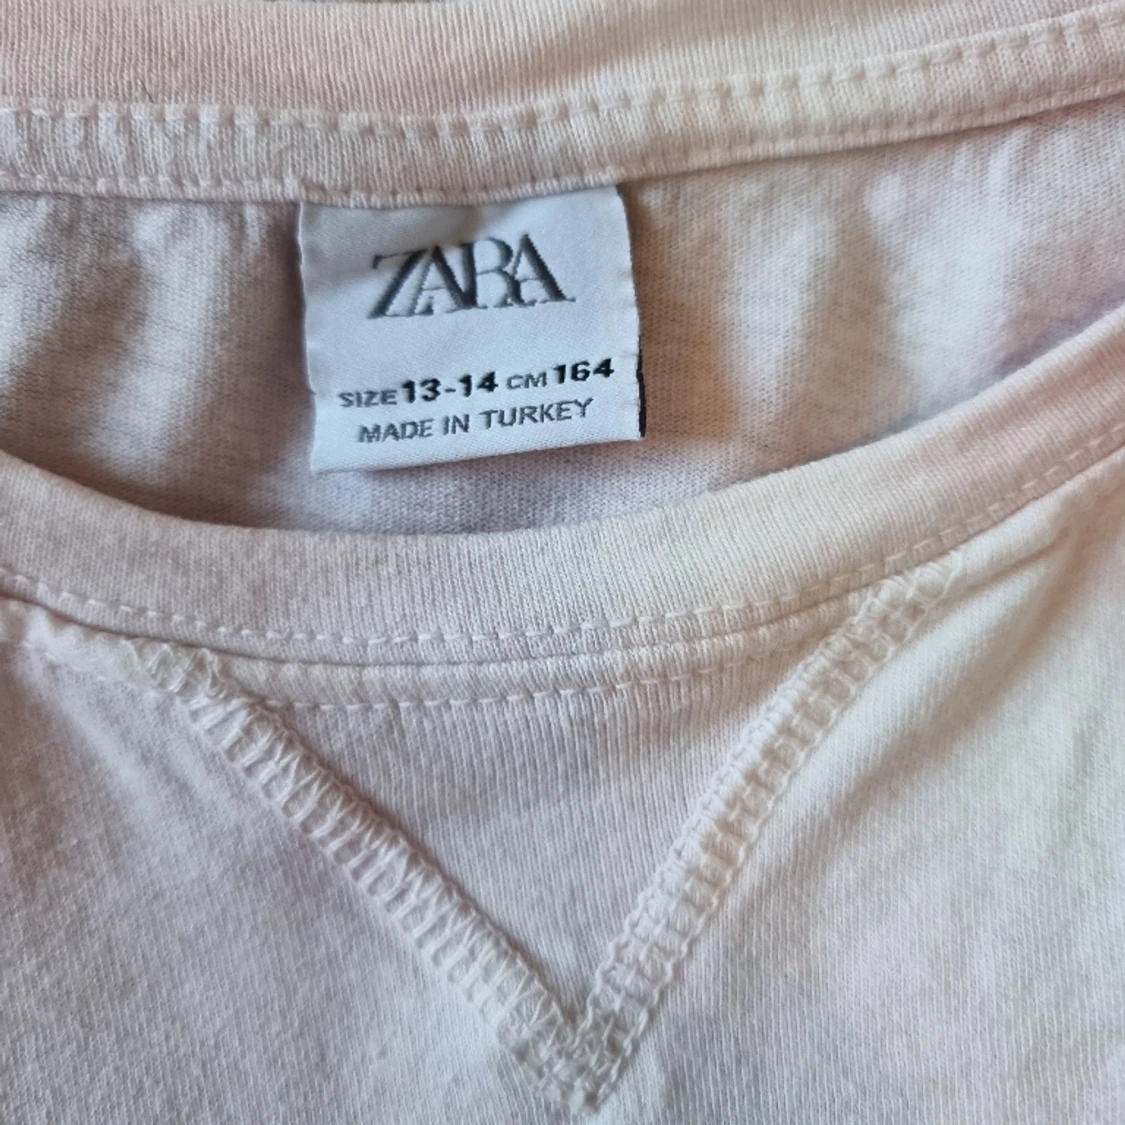 ZARA
SIZE 13-14 CM 164
MADE IN TURKEY